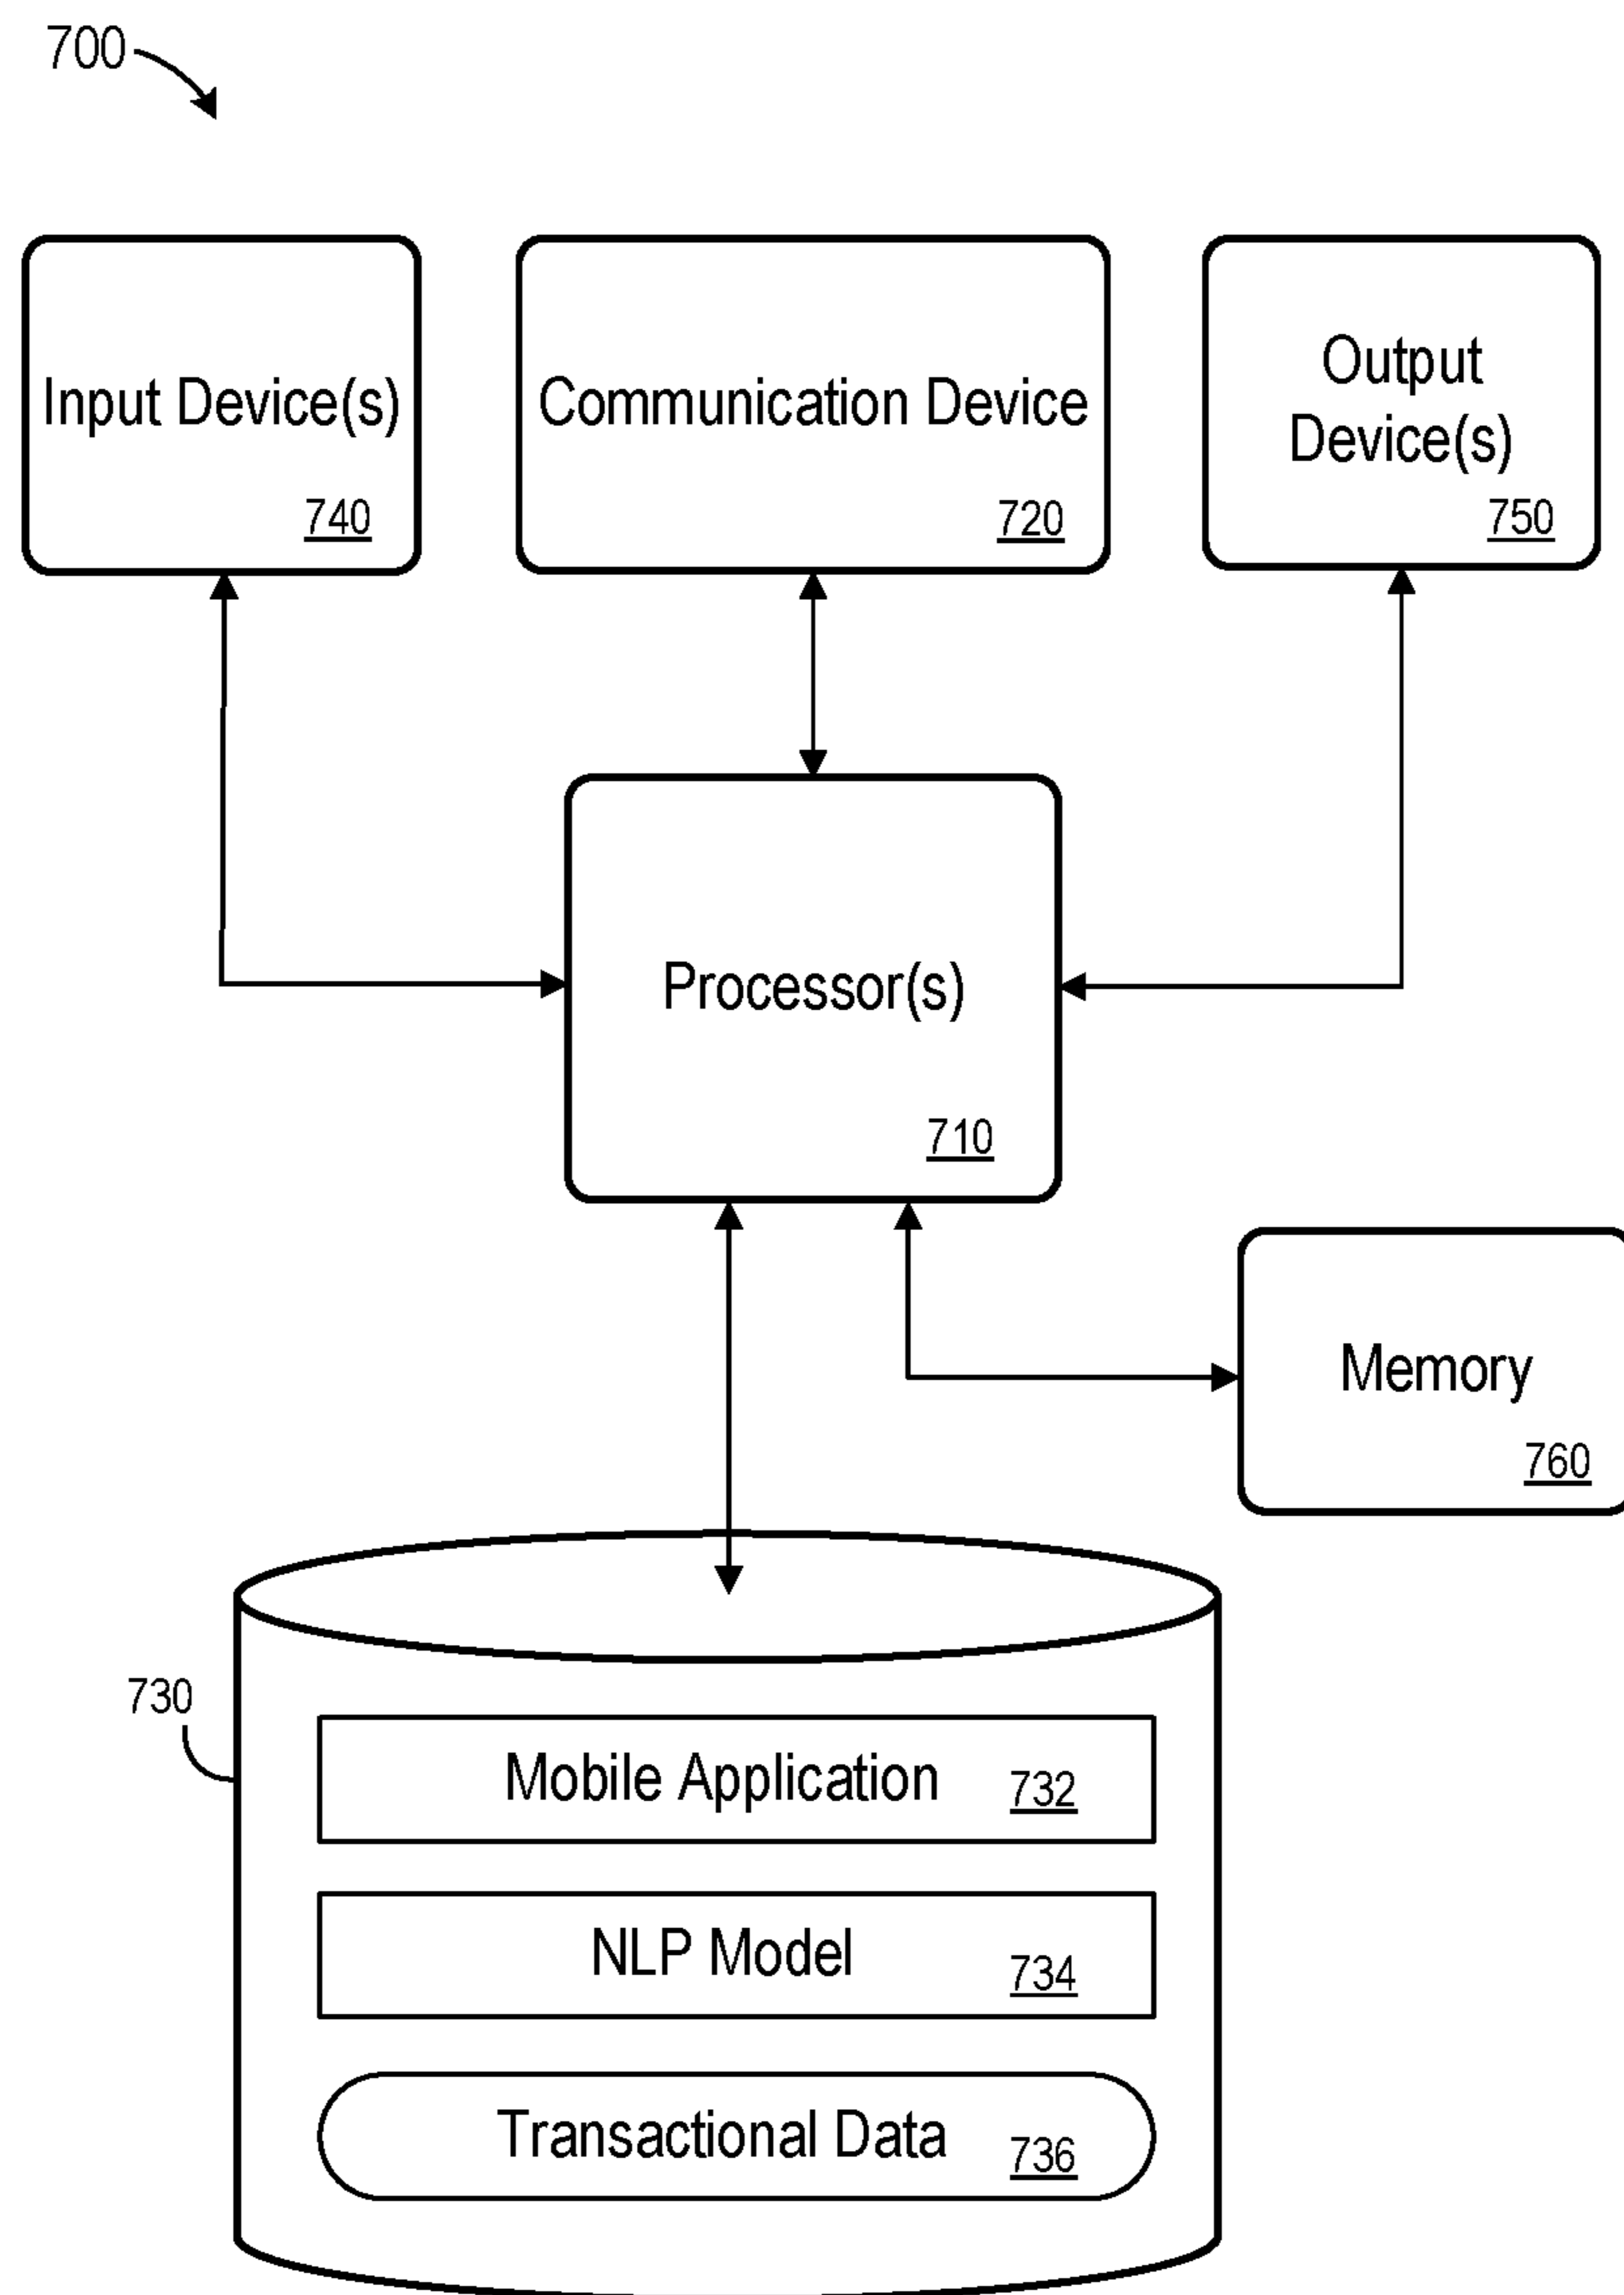 700
Input Device(s)
740
Communication Device
720
Output
Device(s)
750
Processor(s)
710
Memory
760
730
Mobile Application 732
NLP Model 734
Transactional Data 736